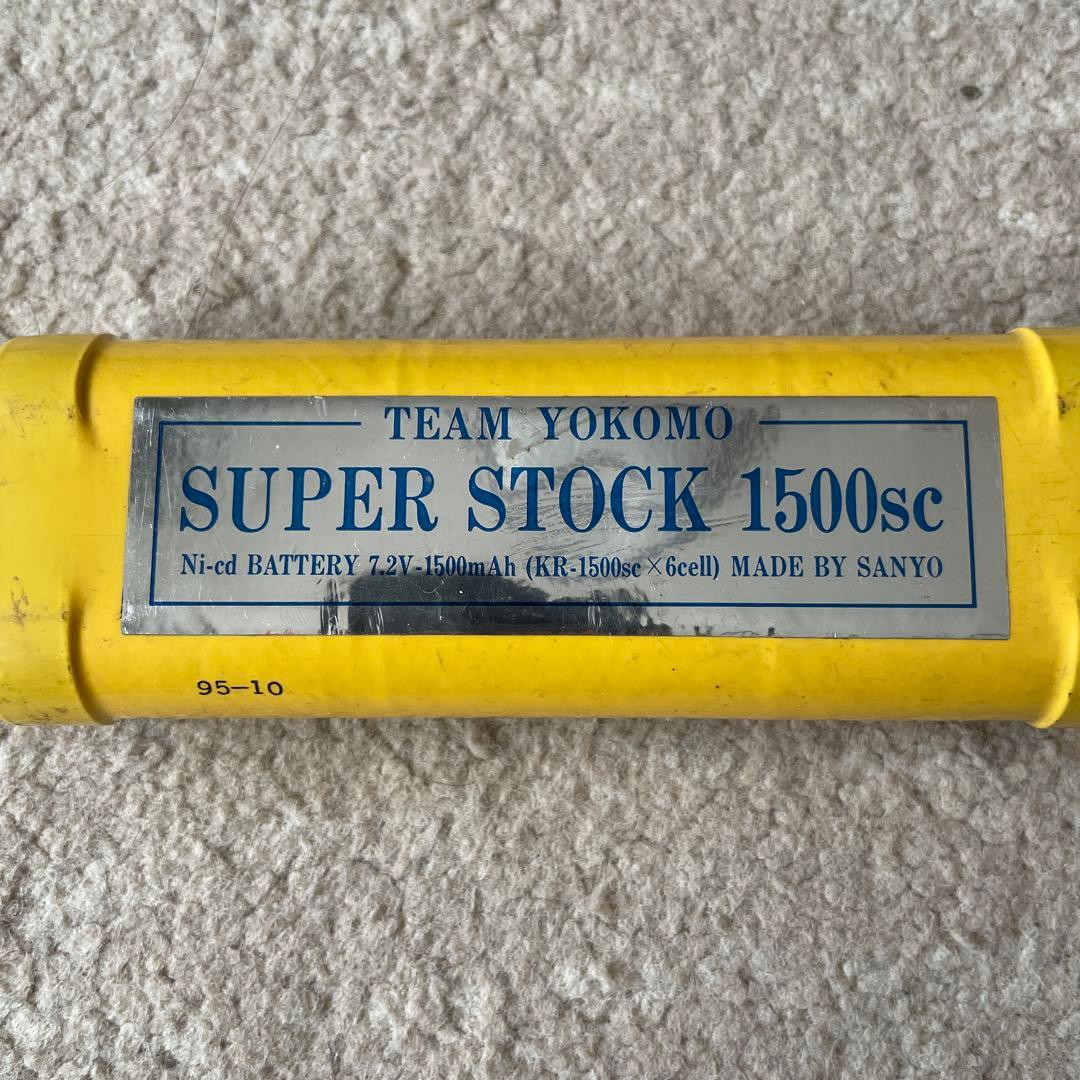 TEAM YOKOMO
SUPER STOCK 1500sc
Ni-cd BATTERY 7.2V-1500mAh (KR-1500sc×6cell) MADE BY SANYO
95-10